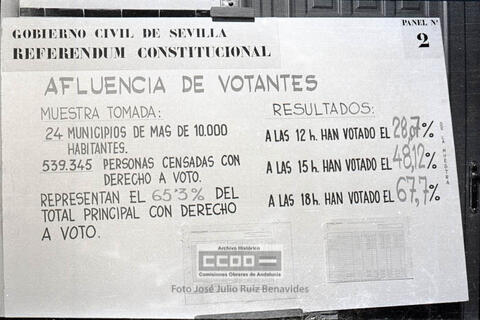 GOBIERNO CIVIL DE SEVILLA
REFERENDUM CONSTITUCIONAL
PANEL Nº
2
AFLUENCIA DE VOTANTES
MUESTRA TOMADA:
24 MUNICIPIOS DE MAS DE 10.000
HABITANTES.
539.345 PERSONAS CENSADAS CON
DERECHO A VOTO.
REPRESENTAN EL 65'3% DEL
TOTAL PRINCIPAL CON DERECHO
A VOTO.
RESULTADOS:
A LAS 12 h. HAN VOTADO EL 28,7%
A LAS 15 h. HAN VOTADO EL 48,12%
A LAS 18 h. HAN VOTADO EL 67,7%
DE LA MUESTRA
Archivo Histórico
CCOO
Comisiones Obreras de Andalucía
Foto José Julio Ruiz Benavides